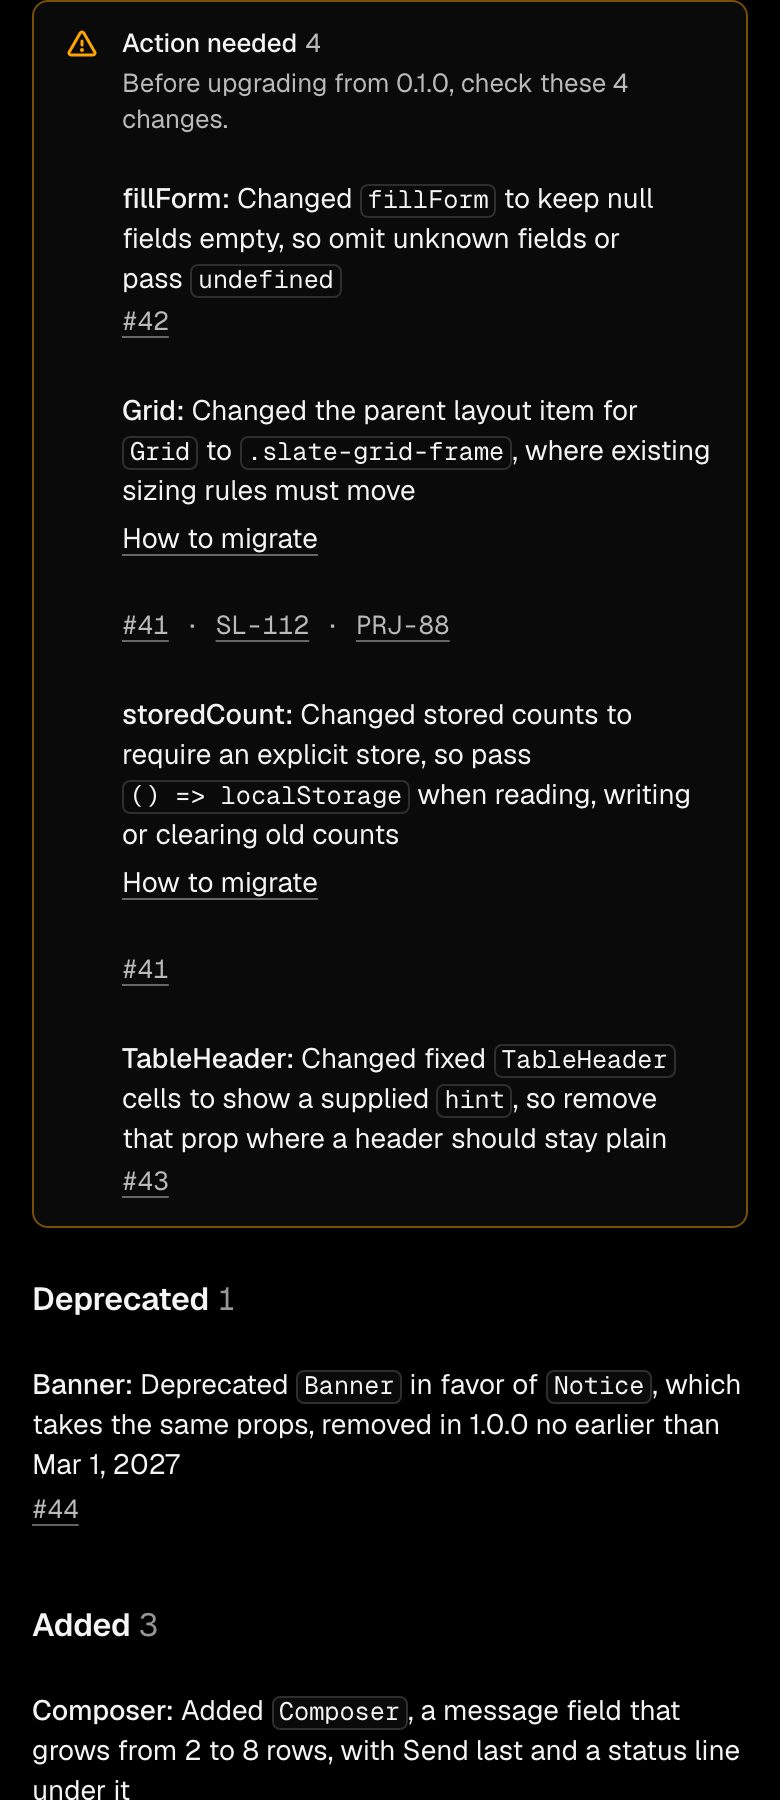 Action needed 4
Before upgrading from 0.1.0, check these 4
changes.
fillForm: Changed fillForm to keep null
fields empty, so omit unknown fields or
pass undefined
#42
Grid: Changed the parent layout item for
Grid to .slate-grid-frame, where existing
sizing rules must move
How to migrate
#41 · SL-112 · PRJ-88
storedCount: Changed stored counts to
require an explicit store, so pass
() => localStorage when reading, writing
or clearing old counts
How to migrate
#41
TableHeader: Changed fixed TableHeader
cells to show a supplied hint, so remove
that prop where a header should stay plain
#43
Deprecated 1
Banner: Deprecated Banner in favor of Notice, which
takes the same props, removed in 1.0.0 no earlier than
Mar 1, 2027
#44
Added 3
Composer: Added Composer, a message field that
grows from 2 to 8 rows, with Send last and a status line
under it